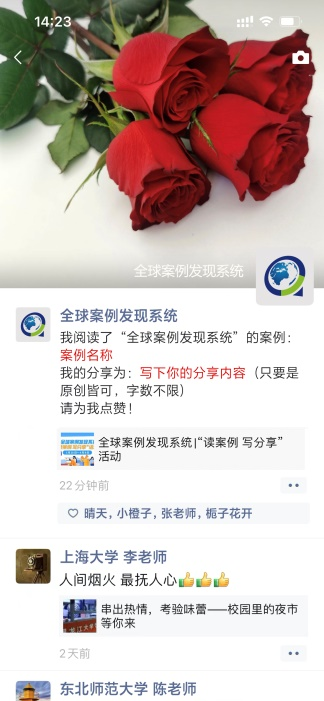 14:23
全球案例发现系统
全球案例发现系统
我阅读了“全球案例发现系统”的案例：
案例名称
我的分享为：写下你的分享内容（只要是
原创皆可，字数不限）
请为我点赞！
全球案例发现系统|“读案例 写分享”
活动
22分钟前
晴天, 小橙子, 张老师, 栀子花开
上海大学 李老师
人间烟火 最抚人心👍👍👍
串出热情，考验味蕾——校园里的夜市
等你来
2天前
东北师范大学 陈老师